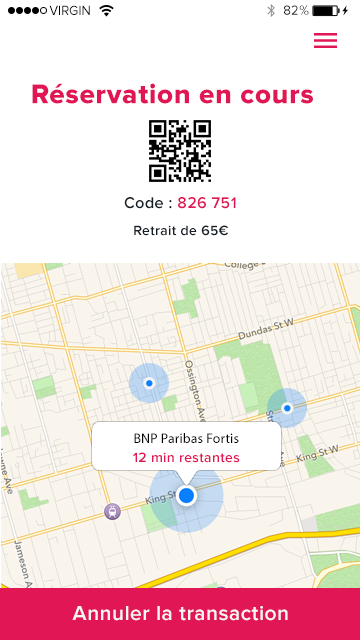 VIRGIN 82%
Réservation en cours
Code : 826 751
Retrait de 65€
College St
Dundas St W
Ossington Ave
BNP Paribas Fortis
12 min restantes
King St W
King St W
Jameson Ave
Annuler la transaction